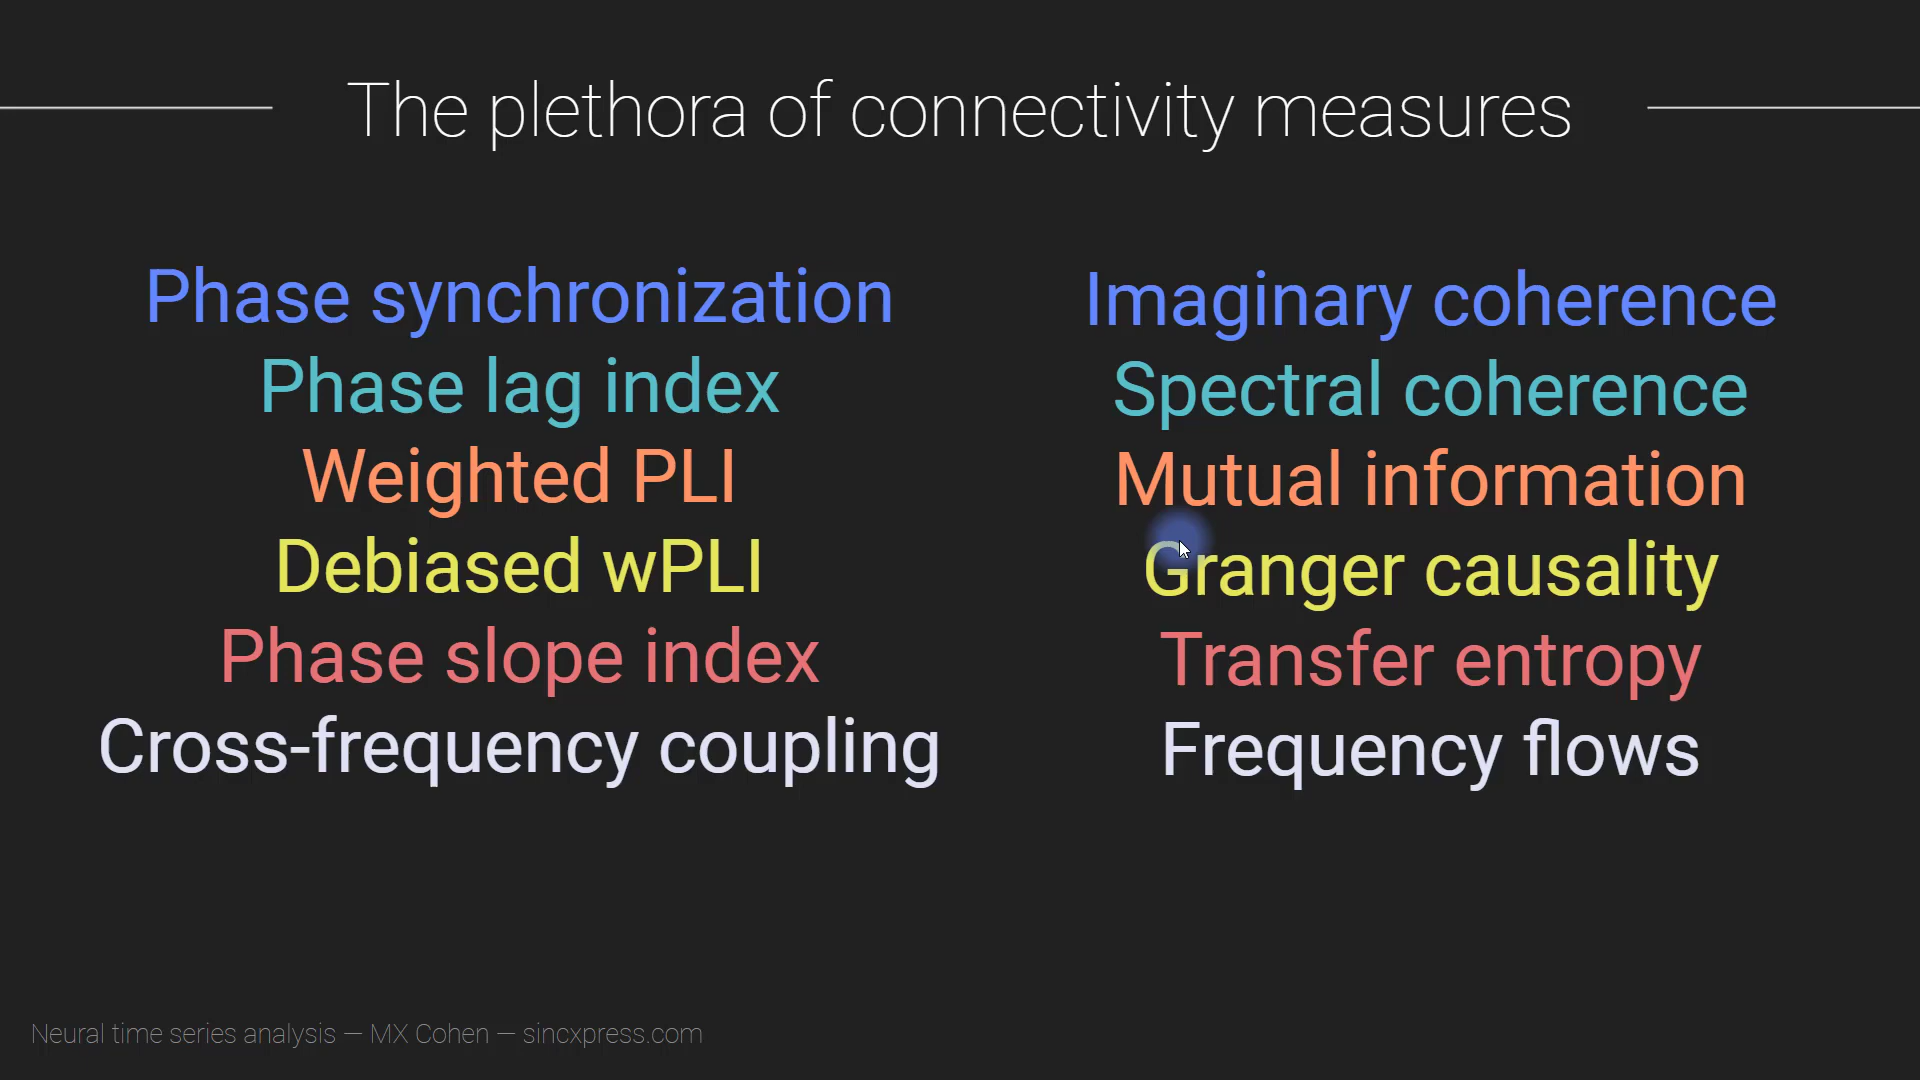 The plethora of connectivity measures
Phase synchronization
Phase lag index
Weighted PLI
Debiased wPLI
Phase slope index
Cross-frequency coupling
Imaginary coherence
Spectral coherence
Mutual information
Granger causality
Transfer entropy
Frequency flows
Neural time series analysis — MX Cohen — sincxpress.com